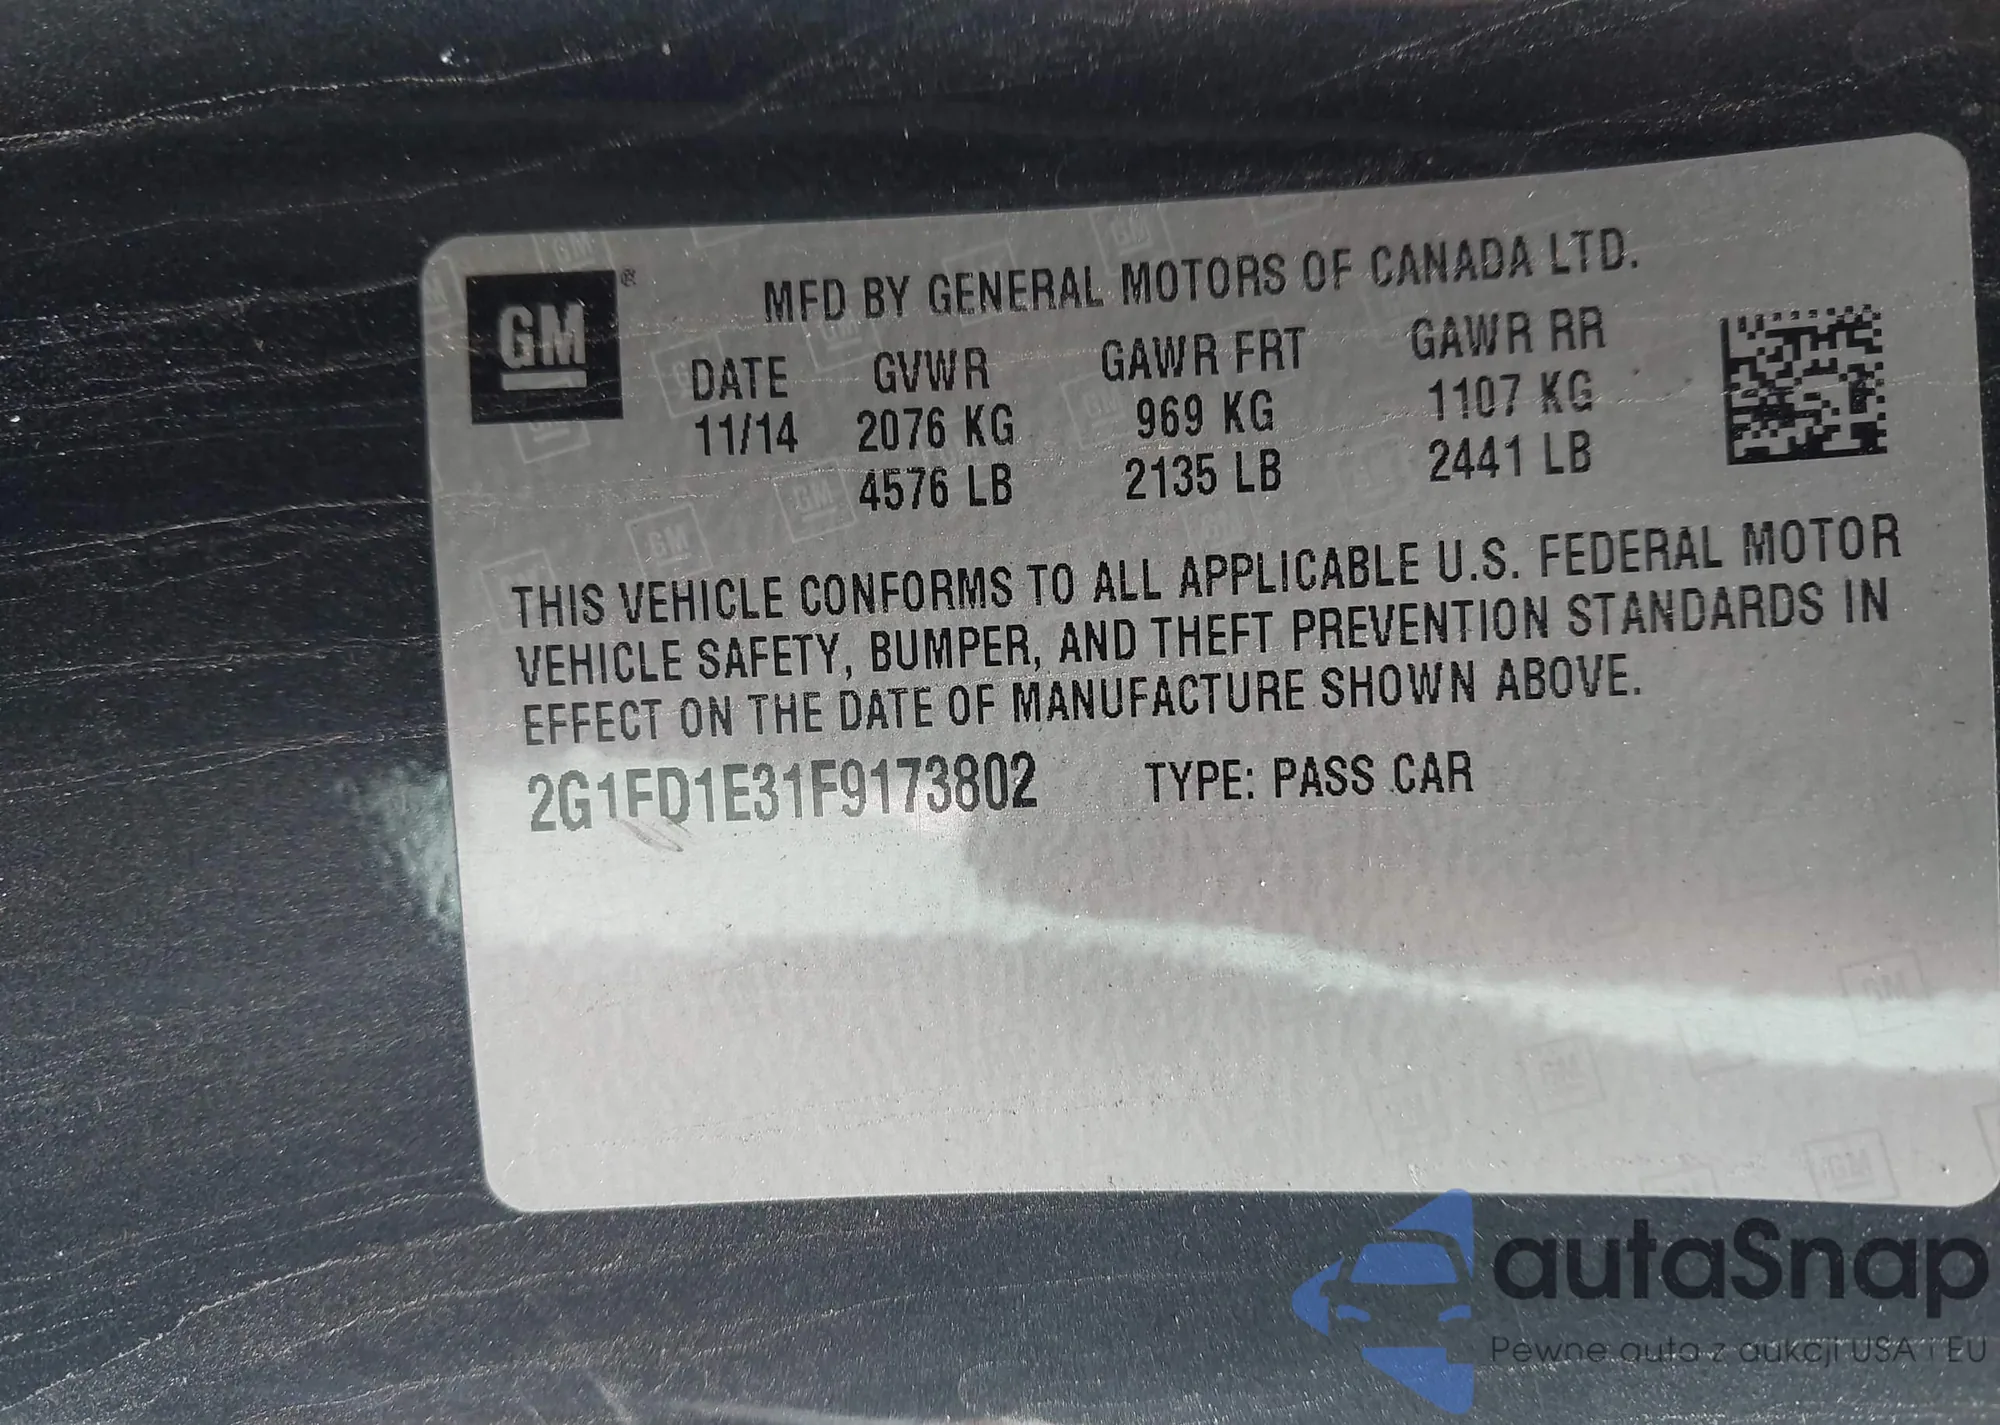 GM ®
MFD BY GENERAL MOTORS OF CANADA LTD.
DATE GVWR GAWR FRT GAWR RR
11/14 2076 KG 969 KG 1107 KG
4576 LB 2135 LB 2441 LB
THIS VEHICLE CONFORMS TO ALL APPLICABLE U.S. FEDERAL MOTOR
VEHICLE SAFETY, BUMPER, AND THEFT PREVENTION STANDARDS IN
EFFECT ON THE DATE OF MANUFACTURE SHOWN ABOVE.
2G1FD1E31F9173802 TYPE: PASS CAR
autaSnap
Pewne auta z aukcji USA i EU